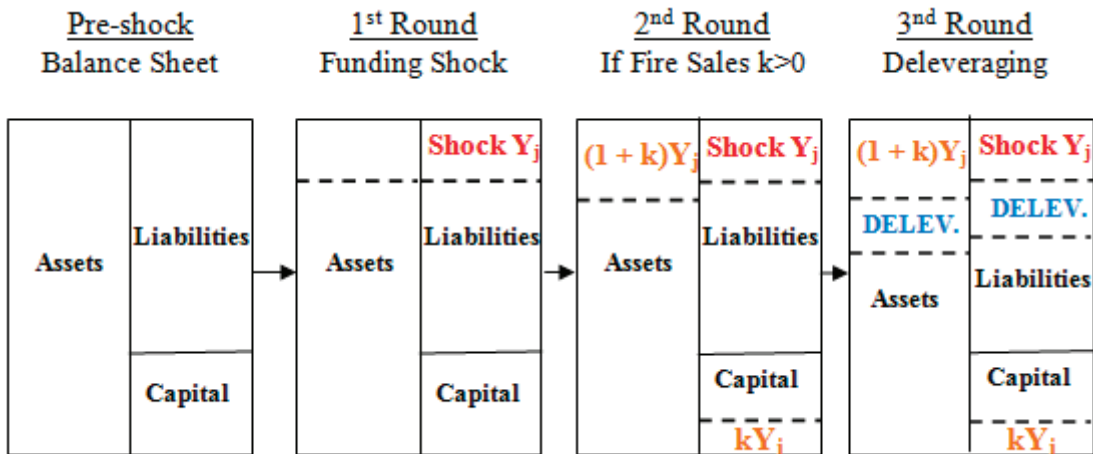 Pre-shock
Balance Sheet
1st Round
Funding Shock
2nd Round
If Fire Sales k>0
3nd Round
Deleveraging
Assets
Liabilities
Capital
Shock Yj
Assets
Liabilities
Capital
(1 + k)Yj
Shock Yj
Assets
Liabilities
Capital
kYj
(1 + k)Yj
Shock Yj
DELEV.
DELEV.
Assets
Liabilities
Capital
kYj